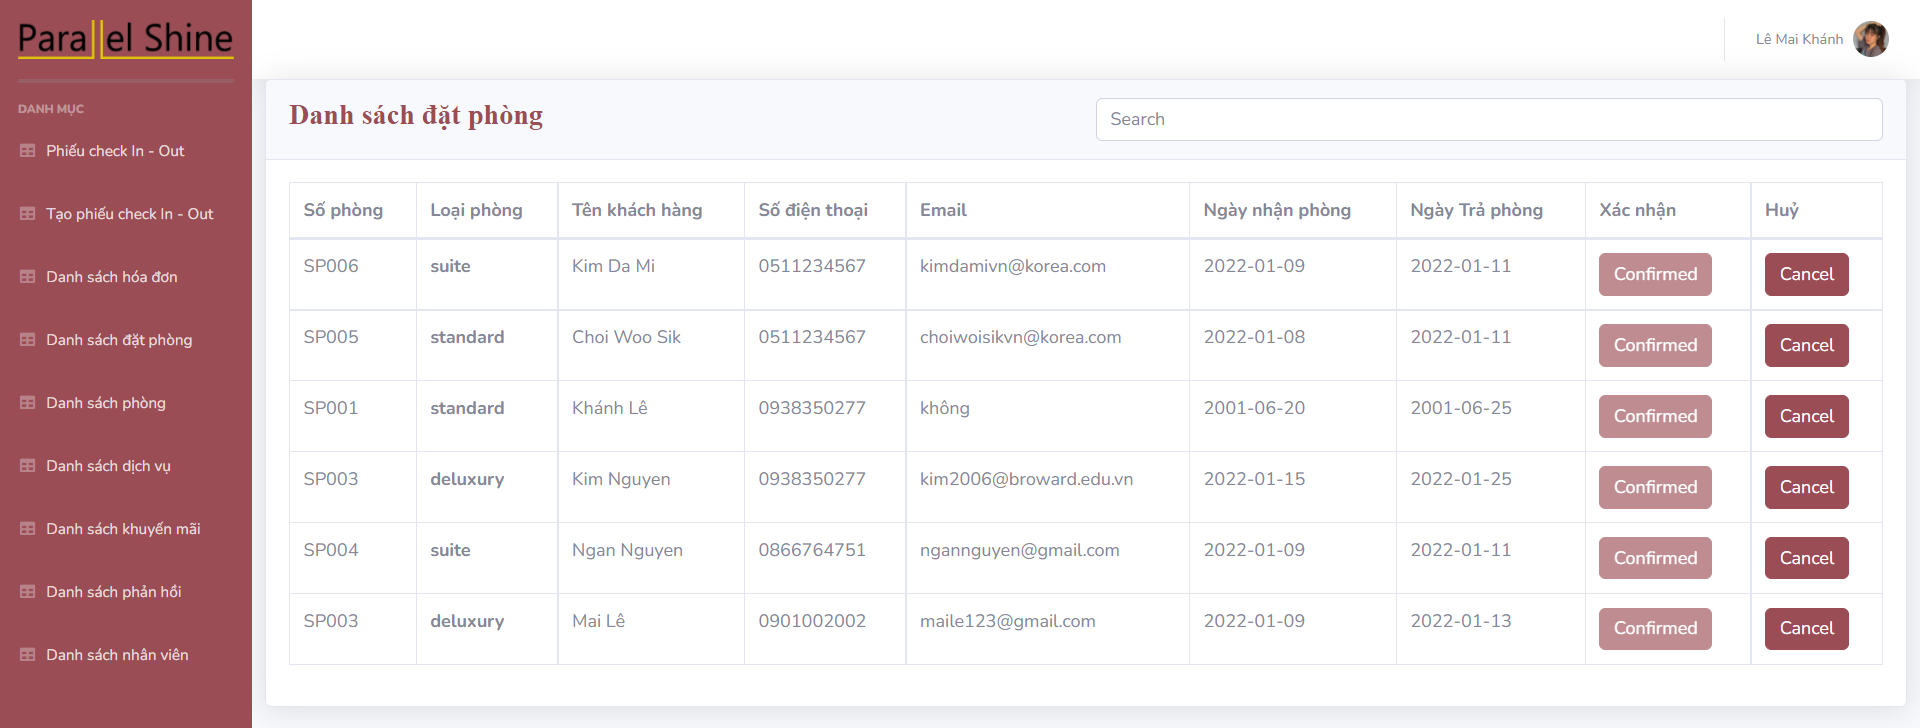 Parallel Shine
Lê Mai Khánh
DANH MỤC
Phiếu check In - Out
Tạo phiếu check In - Out
Danh sách hóa đơn
Danh sách đặt phòng
Danh sách phòng
Danh sách dịch vụ
Danh sách khuyến mãi
Danh sách phản hồi
Danh sách nhân viên
Danh sách đặt phòng
Search
Số phòng Loại phòng Tên khách hàng Số điện thoại Email Ngày nhận phòng Ngày Trả phòng Xác nhận Huỷ
SP006 suite Kim Da Mi 0511234567 kimdamivn@korea.com 2022-01-09 2022-01-11 Confirmed Cancel
SP005 standard Choi Woo Sik 0511234567 choiwoisikvn@korea.com 2022-01-08 2022-01-11 Confirmed Cancel
SP001 standard Khánh Lê 0938350277 không 2001-06-20 2001-06-25 Confirmed Cancel
SP003 deluxury Kim Nguyen 0938350277 kim2006@broward.edu.vn 2022-01-15 2022-01-25 Confirmed Cancel
SP004 suite Ngan Nguyen 0866764751 ngannguyen@gmail.com 2022-01-09 2022-01-11 Confirmed Cancel
SP003 deluxury Mai Lê 0901002002 maile123@gmail.com 2022-01-09 2022-01-13 Confirmed Cancel